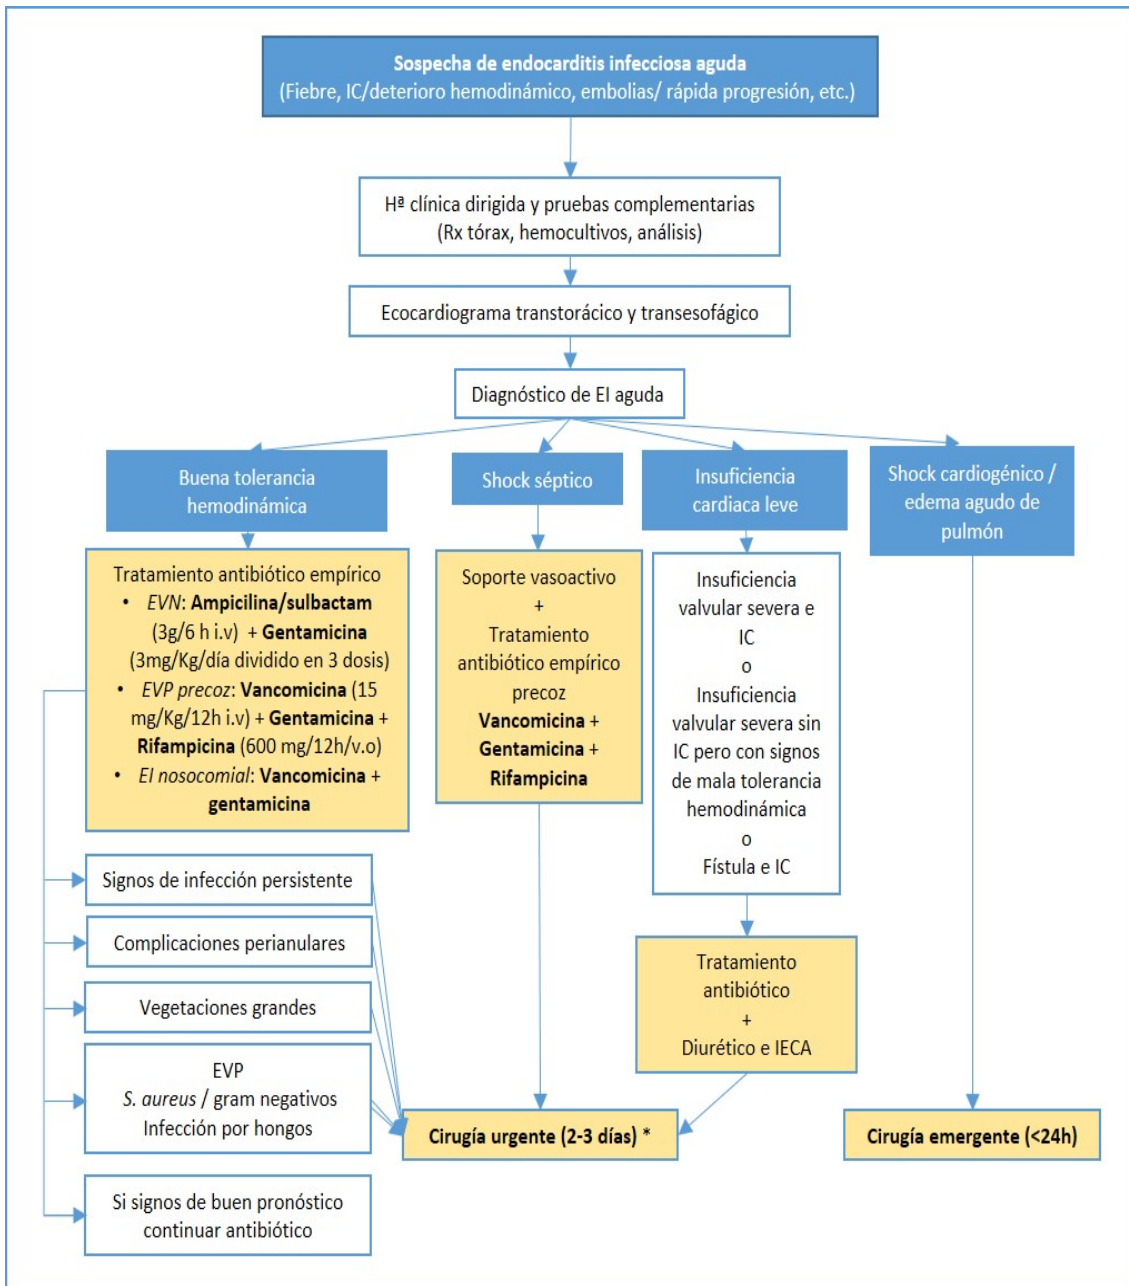 Sospecha de endocarditis infecciosa aguda
(Fiebre, IC/deterioro hemodinámico, embolias/ rápida progresión, etc.)
Hª clínica dirigida y pruebas complementarias
(Rx tórax, hemocultivos, análisis)
Ecocardiograma transtorácico y transesofágico
Diagnóstico de EI aguda
Buena tolerancia
hemodinámica
Tratamiento antibiótico empírico
• EVN: Ampicilina/sulbactam
(3g/6 h i.v) + Gentamicina
(3mg/Kg/día dividido en 3 dosis)
• EVP precoz: Vancomicina (15
mg/Kg/12h i.v) + Gentamicina +
Rifampicina (600 mg/12h/v.o)
• EI nosocomial: Vancomicina +
gentamicina
Signos de infección persistente
Complicaciones perianulares
Vegetaciones grandes
EVP
S. aureus / gram negativos
Infección por hongos
Si signos de buen pronóstico
continuar antibiótico
Shock séptico
Soporte vasoactivo
+
Tratamiento
antibiótico empírico
precoz
Vancomicina +
Gentamicina +
Rifampicina
Insuficiencia
cardiaca leve
Insuficiencia
valvular severa e
IC
o
Insuficiencia
valvular severa sin
IC pero con signos
de mala tolerancia
hemodinámica
o
Fístula e IC
Tratamiento
antibiótico
+
Diurético e IECA
Cirugía urgente (2-3 días) *
Shock cardiogénico /
edema agudo de
pulmón
Cirugía emergente (<24h)